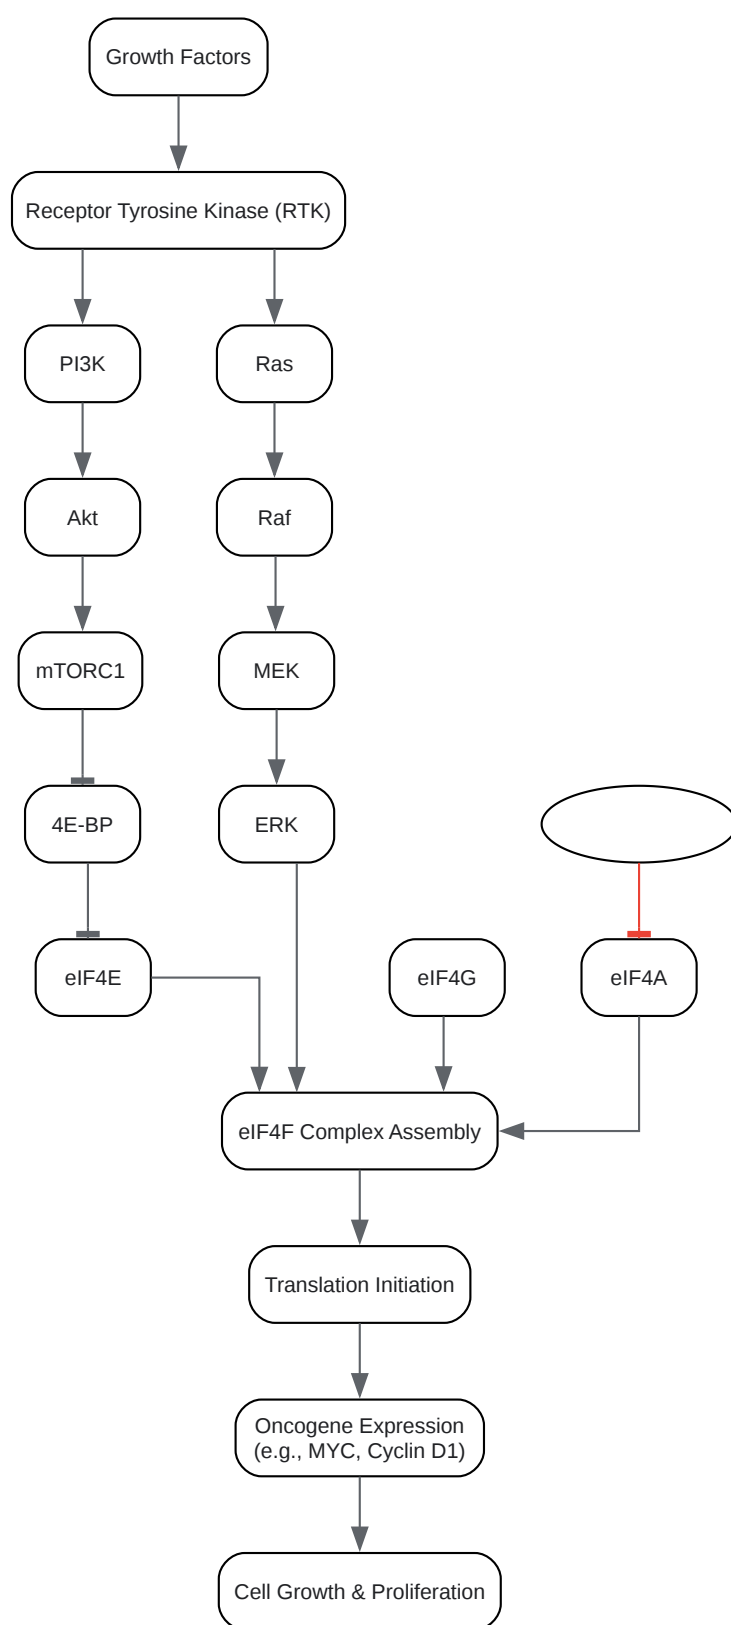 Growth Factors
Receptor Tyrosine Kinase (RTK)
PI3K
Ras
Akt
Raf
mTORC1
MEK
4E-BP
ERK
eIF4E
eIF4G
eIF4A
eIF4F Complex Assembly
Translation Initiation
Oncogene Expression
(e.g., MYC, Cyclin D1)
Cell Growth & Proliferation